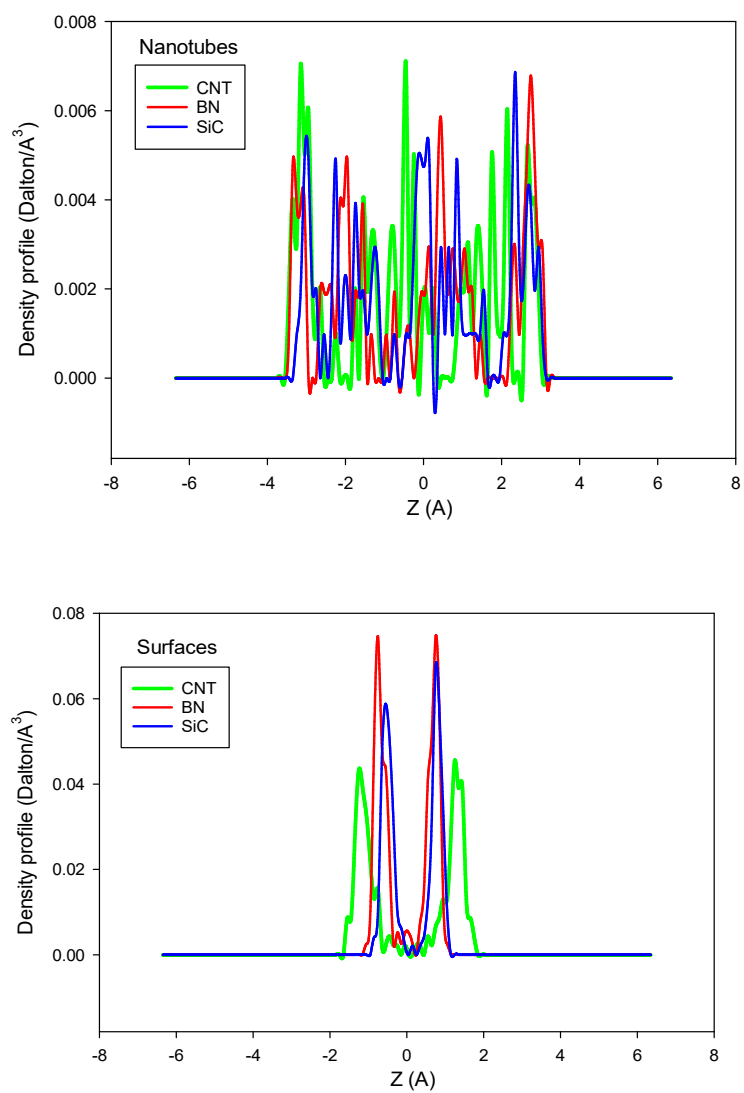 0.008
0.006
0.004
0.002
0.000
Density profile (Dalton/A³)
Nanotubes
CNT
BN
SiC
-8 -6 -4 -2 0 2 4 6 8
Z (A)
0.08
0.06
0.04
0.02
0.00
Density profile (Dalton/A³)
Surfaces
CNT
BN
SiC
-8 -6 -4 -2 0 2 4 6 8
Z (A)